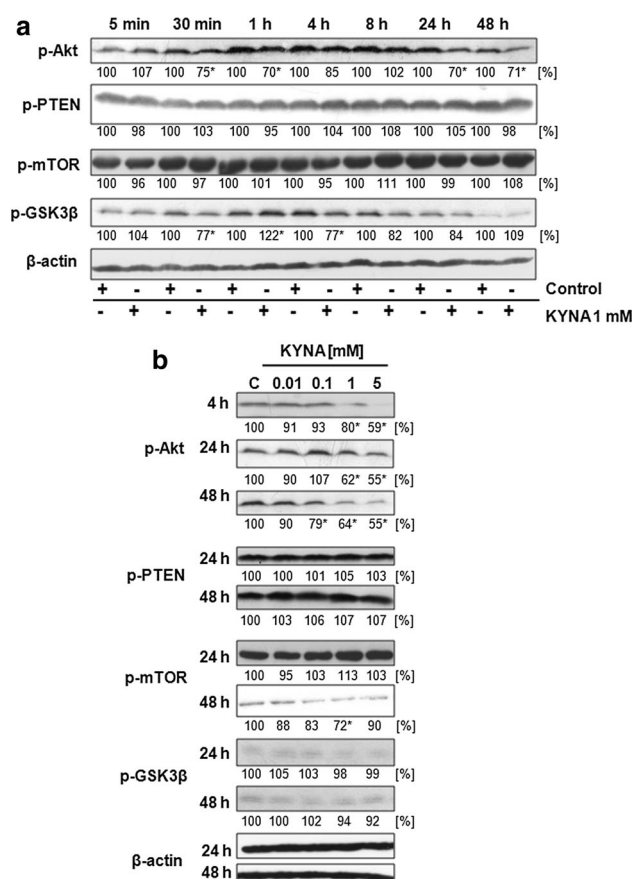 a
5 min 30 min 1 h 4 h 8 h 24 h 48 h
p-Akt
100 107 100 75* 100 70* 100 85 100 102 100 70* 100 71* [%]
p-PTEN
100 98 100 103 100 95 100 104 100 108 100 105 100 98 [%]
p-mTOR
100 96 100 97 100 101 100 95 100 111 100 99 100 108 [%]
p-GSK3β
100 104 100 77* 100 122* 100 77* 100 82 100 84 100 109 [%]
β-actin
+ - + - + - + - + - + - + - Control
- + - + - + - + - + - + - + KYNA 1 mM
b
KYNA [mM]
C 0.01 0.1 1 5
4 h
100 91 93 80* 59* [%]
p-Akt 24 h
100 90 107 62* 55* [%]
48 h
100 90 79* 64* 55* [%]
24 h
p-PTEN 100 100 101 105 103 [%]
48 h
100 103 106 107 107 [%]
24 h
p-mTOR 100 95 103 113 103 [%]
48 h
100 88 83 72* 90 [%]
24 h
p-GSK3β 100 105 103 98 99 [%]
48 h
100 100 102 94 92 [%]
β-actin 24 h
48 h